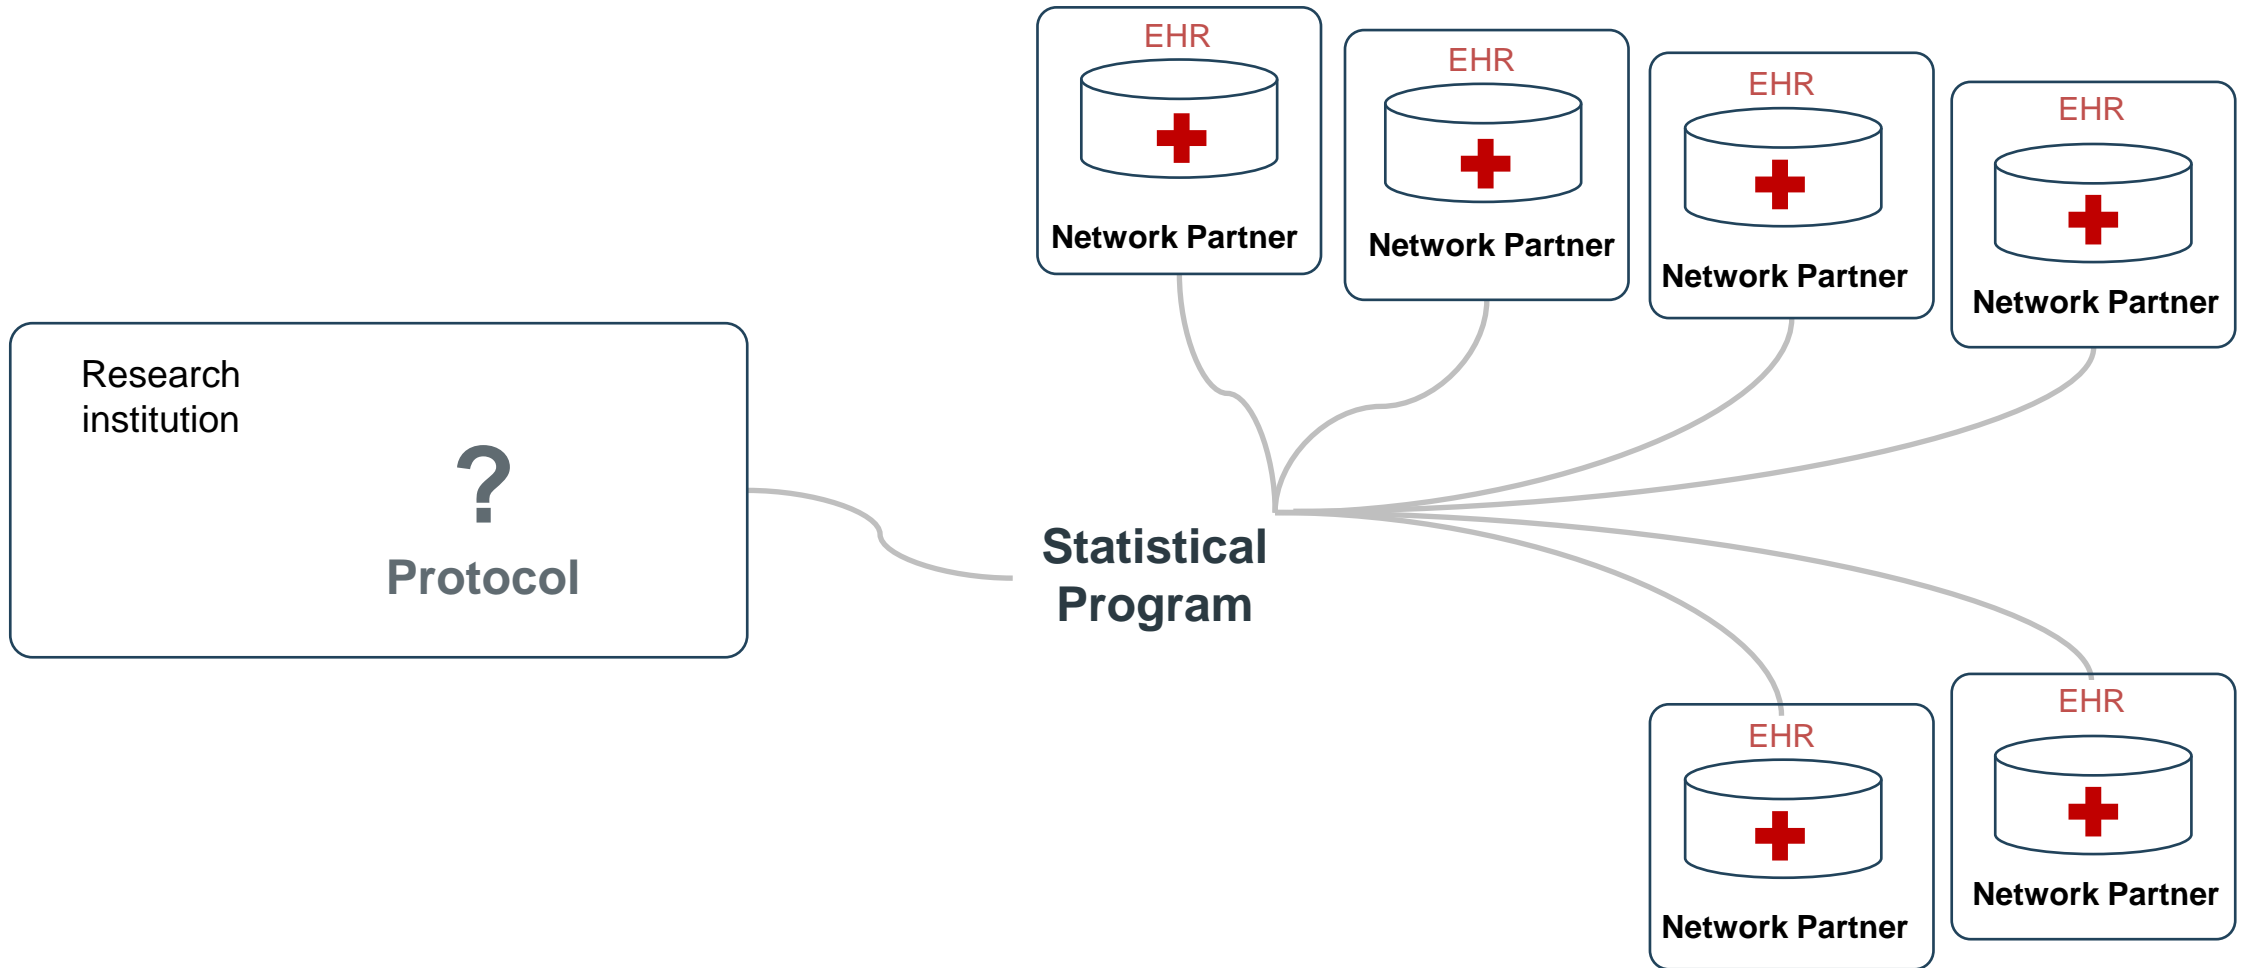 EHR
Network Partner
EHR
Network Partner
EHR
Network Partner
EHR
Network Partner
Research
institution
?
Protocol
Statistical
Program
EHR
Network Partner
EHR
Network Partner